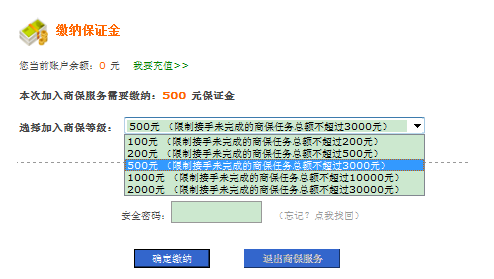 缴纳保证金
您当前账户余额：0 元 我要充值>>
本次加入商保服务需要缴纳：500 元保证金
选择加入商保等级： 500元 （限制接手未完成的商保任务总额不超过3000元）
100元 （限制接手未完成的商保任务总额不超过200元）
200元 （限制接手未完成的商保任务总额不超过500元）
500元 （限制接手未完成的商保任务总额不超过3000元）
1000元 （限制接手未完成的商保任务总额不超过10000元）
2000元 （限制接手未完成的商保任务总额不超过30000元）
安全密码： （忘记？点我找回）
确定缴纳 退出商保服务